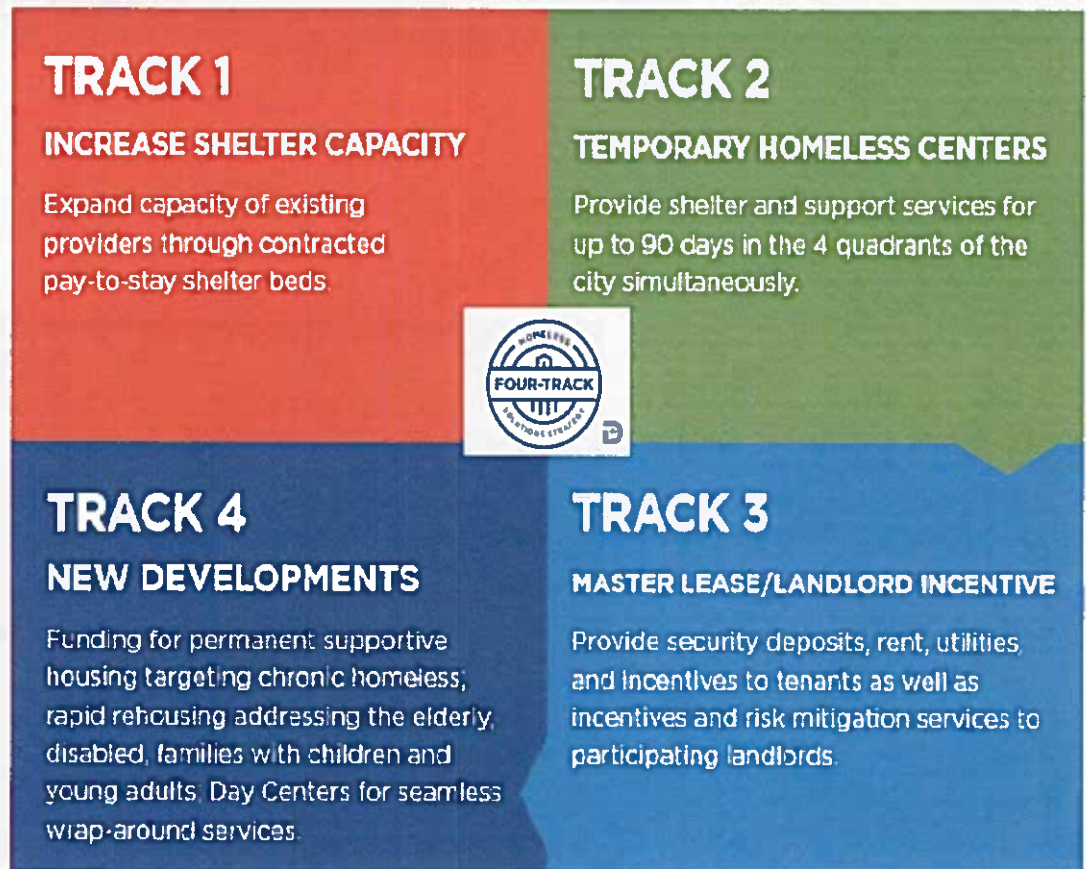 TRACK 1
INCREASE SHELTER CAPACITY
Expand capacity of existing
providers through contracted
pay-to-stay shelter beds.
TRACK 2
TEMPORARY HOMELESS CENTERS
Provide shelter and support services for
up to 90 days in the 4 quadrants of the
city simultaneously.
HOMELESS
FOUR-TRACK
SOLUTIONS STRATEGY
D
TRACK 3
MASTER LEASE/LANDLORD INCENTIVE
Provide security deposits, rent, utilities,
and incentives to tenants as well as
incentives and risk mitigation services to
participating landlords.
TRACK 4
NEW DEVELOPMENTS
Funding for permanent supportive
housing targeting chronic homeless;
rapid rehousing addressing the elderly,
disabled, families with children and
young adults; Day Centers for seamless
wrap-around services.